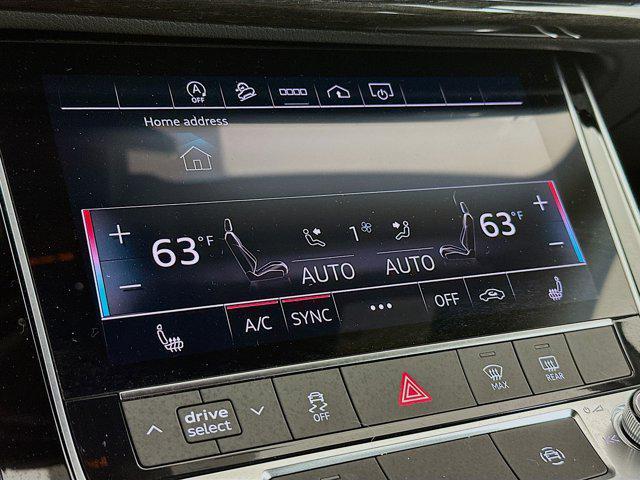 A OFF
Home address
+ 63°F 1 63°F +
− AUTO AUTO −
A/C SYNC ••• OFF
drive select
OFF
MAX
REAR